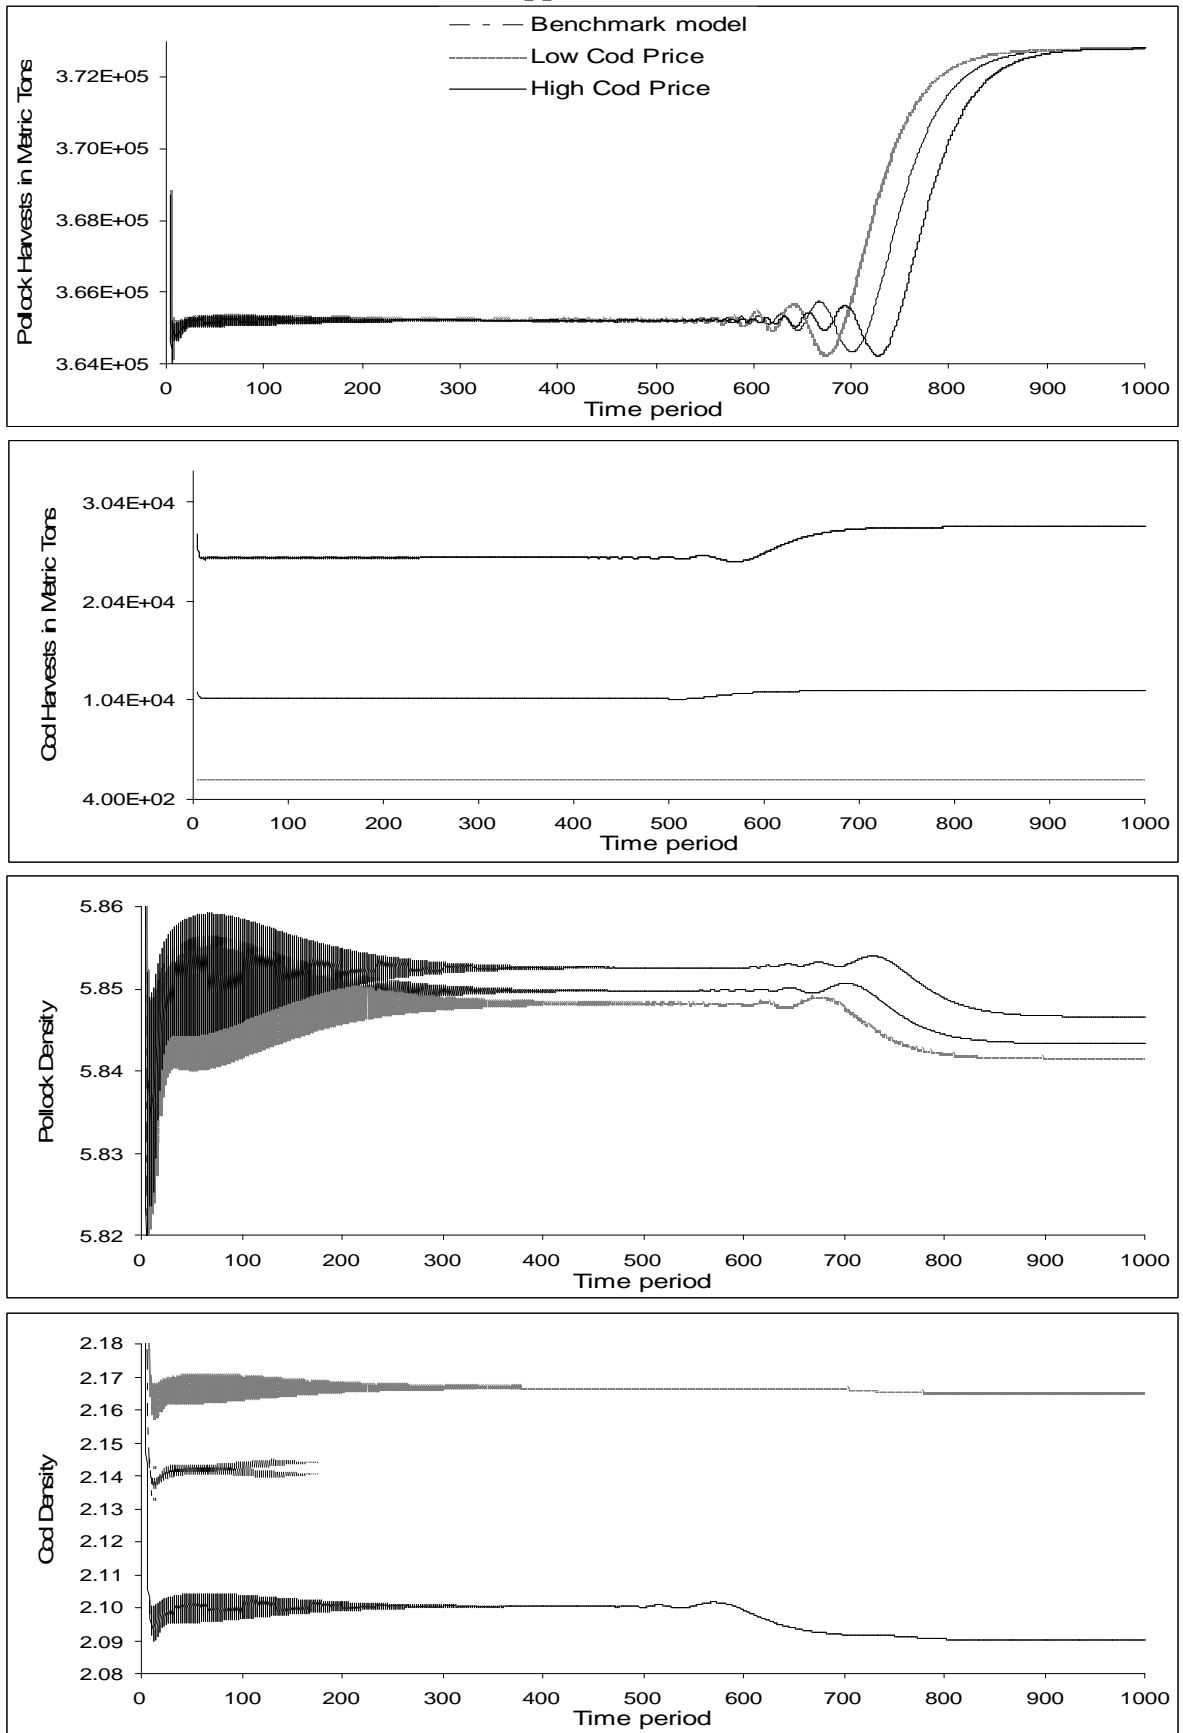 Benchmark model
Low Cod Price
High Cod Price
Pollock Harvests in Metric Tons
3.72E+05
3.70E+05
3.68E+05
3.66E+05
3.64E+05
0 100 200 300 400 500 600 700 800 900 1000
Time period
Cod Harvests in Metric Tons
3.04E+04
2.04E+04
1.04E+04
4.00E+02
0 100 200 300 400 500 600 700 800 900 1000
Time period
Pollock Density
5.86
5.85
5.84
5.83
5.82
0 100 200 300 400 500 600 700 800 900 1000
Time period
Cod Density
2.18
2.17
2.16
2.15
2.14
2.13
2.12
2.11
2.10
2.09
2.08
0 100 200 300 400 500 600 700 800 900 1000
Time period